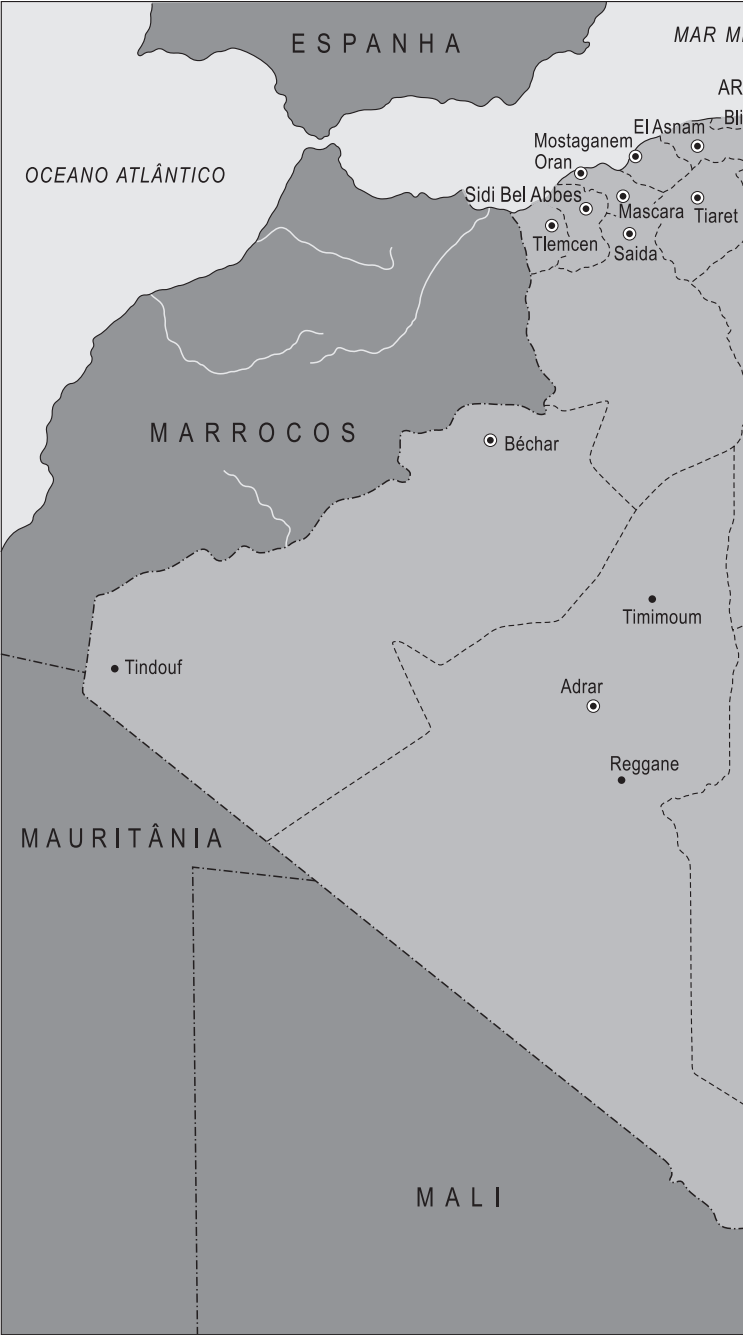 ESPANHA
MAR M
AR
Bli
El Asnam
Mostaganem
Oran
OCEANO ATLÂNTICO
Sidi Bel Abbes
Mascara
Tiaret
Tlemcen
Saida
MARROCOS
Béchar
Timimoum
Tindouf
Adrar
Reggane
MAURITÂNIA
MALI